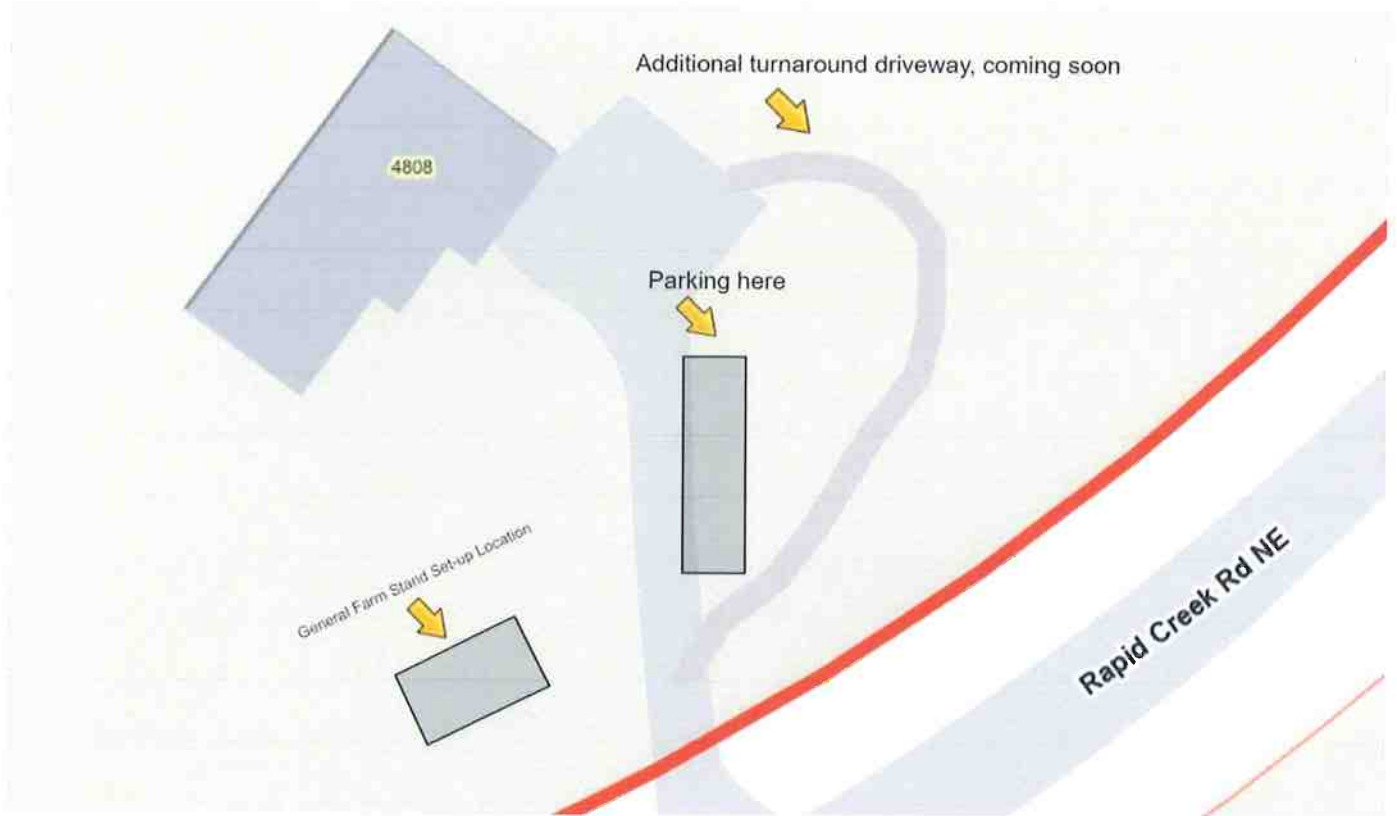 Additional turnaround driveway, coming soon
4808
Parking here
General Farm Stand Set-up Location
Rapid Creek Rd NE